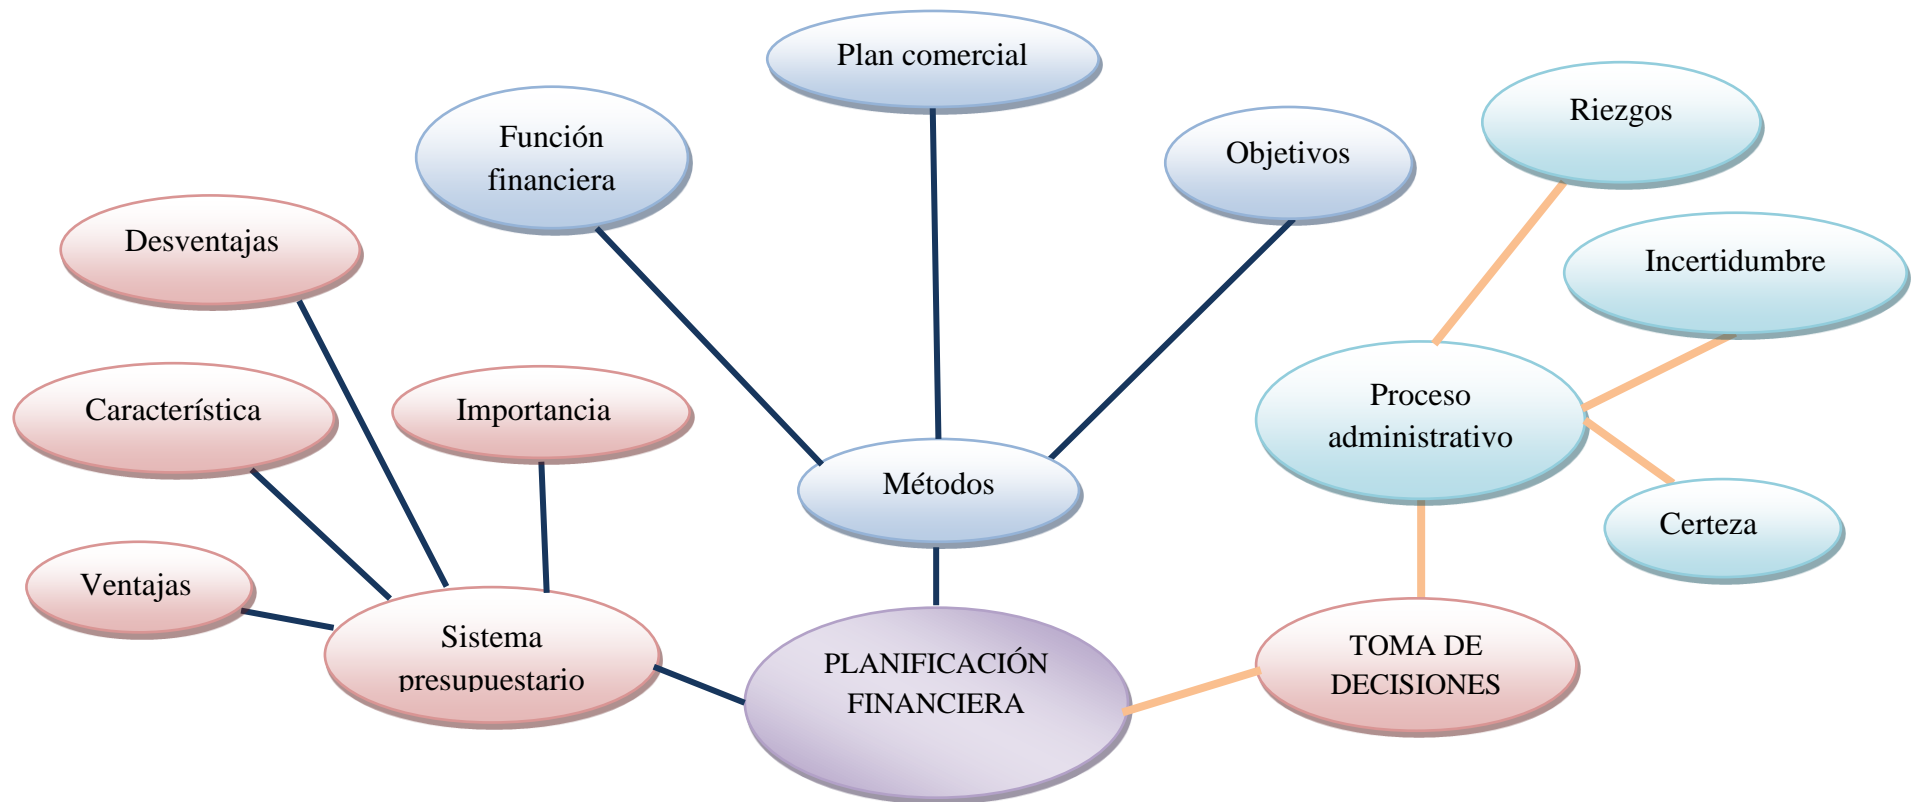 Plan comercial
Riezgos
Función
financiera
Objetivos
Desventajas
Incertidumbre
Característica
Importancia
Proceso
administrativo
Métodos
Certeza
Ventajas
Sistema
presupuestario
PLANIFICACIÓN
FINANCIERA
TOMA DE
DECISIONES